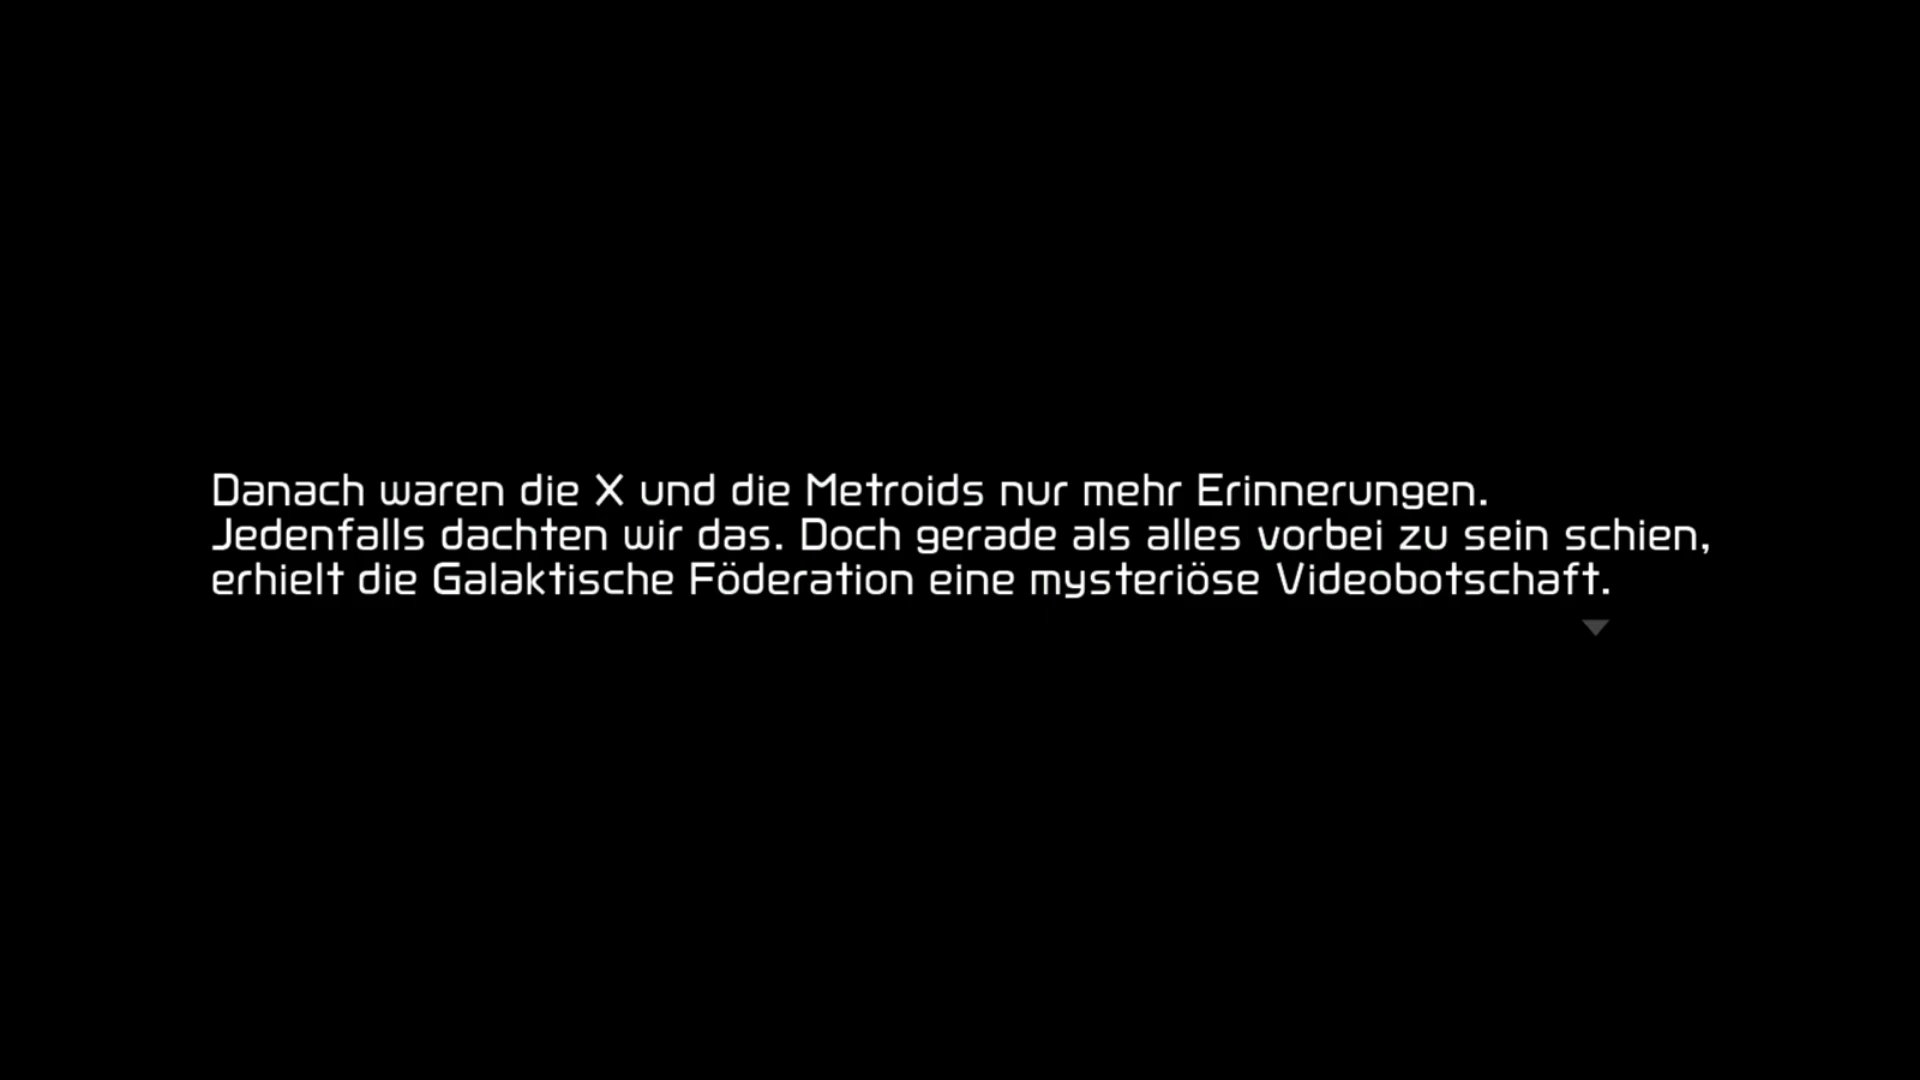 Danach waren die X und die Metroids nur mehr Erinnerungen.
Jedenfalls dachten wir das. Doch gerade als alles vorbei zu sein schien,
erhielt die Galaktische Föderation eine mysteriöse Videobotschaft.